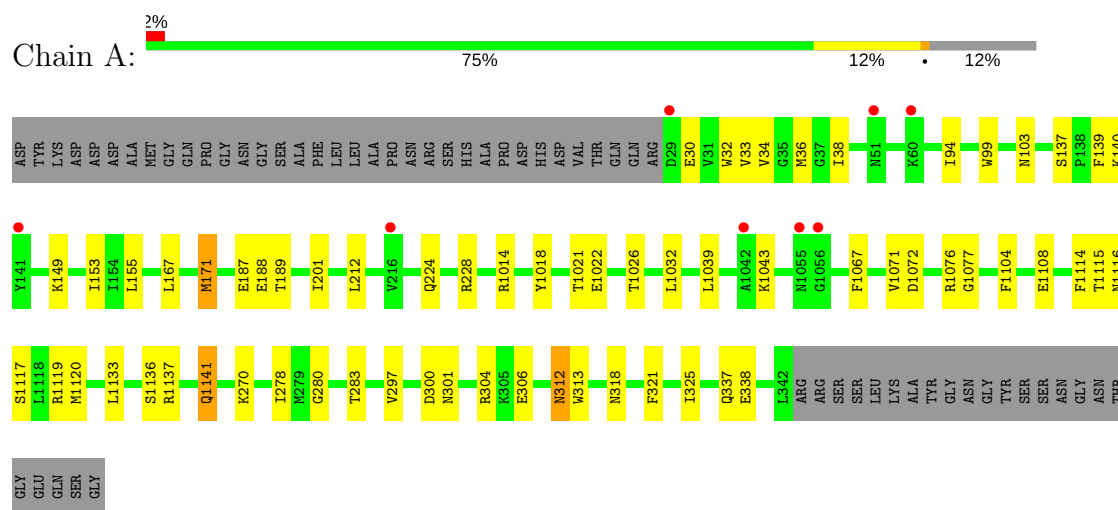 2%
Chain A:
75% 12% • 12%
ASP TYR LYS ASP ASP ASP ALA MET GLY GLN PRO GLY ASN GLY SER ALA PHE LEU LEU ALA PRO ASN ARG SER HIS ALA PRO ASP HIS ASP VAL THR GLN GLN ARG D29 E30 V31 W32 V33 V34 G35 M36 G37 I38 N51 K60 I94 W99 N103 S137 P138 F139 K140
Y141 K149 I153 I154 L155 L167 M171 E187 E188 T189 I201 L212 V216 Q224 R228 R1014 Y1018 T1021 E1022 T1026 L1032 L1039 A1042 K1043 N1055 G1056 F1067 V1071 D1072 R1076 G1077 F1104 E1108 F1114 T1115 N1116
S1117 L1118 R1119 M1120 L1133 S1136 R1137 Q1141 K270 I278 M279 G280 T283 V297 D300 N301 R304 K305 E306 N312 W313 N318 F321 I325 Q337 E338 L342 ARG ARG SER SER LEU LYS ALA TYR GLY ASN GLY TYR SER SER ASN GLY ASN THR
GLY GLU GLN SER GLY